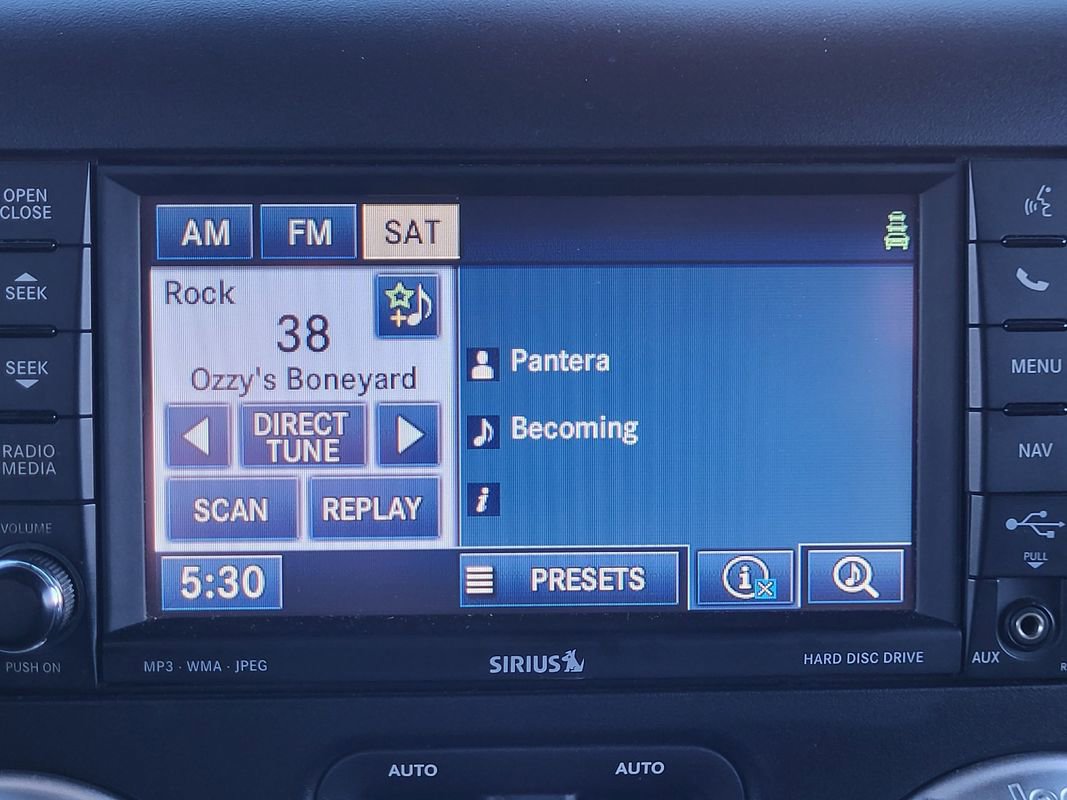 OPEN
CLOSE
SEEK
SEEK
RADIO
MEDIA
VOLUME
PUSH ON
AM FM SAT
Rock
38
Ozzy's Boneyard
DIRECT
TUNE
SCAN REPLAY
5:30
Pantera
Becoming
i
PRESETS
i
MP3 · WMA · JPEG
SIRIUS
HARD DISC DRIVE
MENU
NAV
PULL
AUX
AUTO AUTO